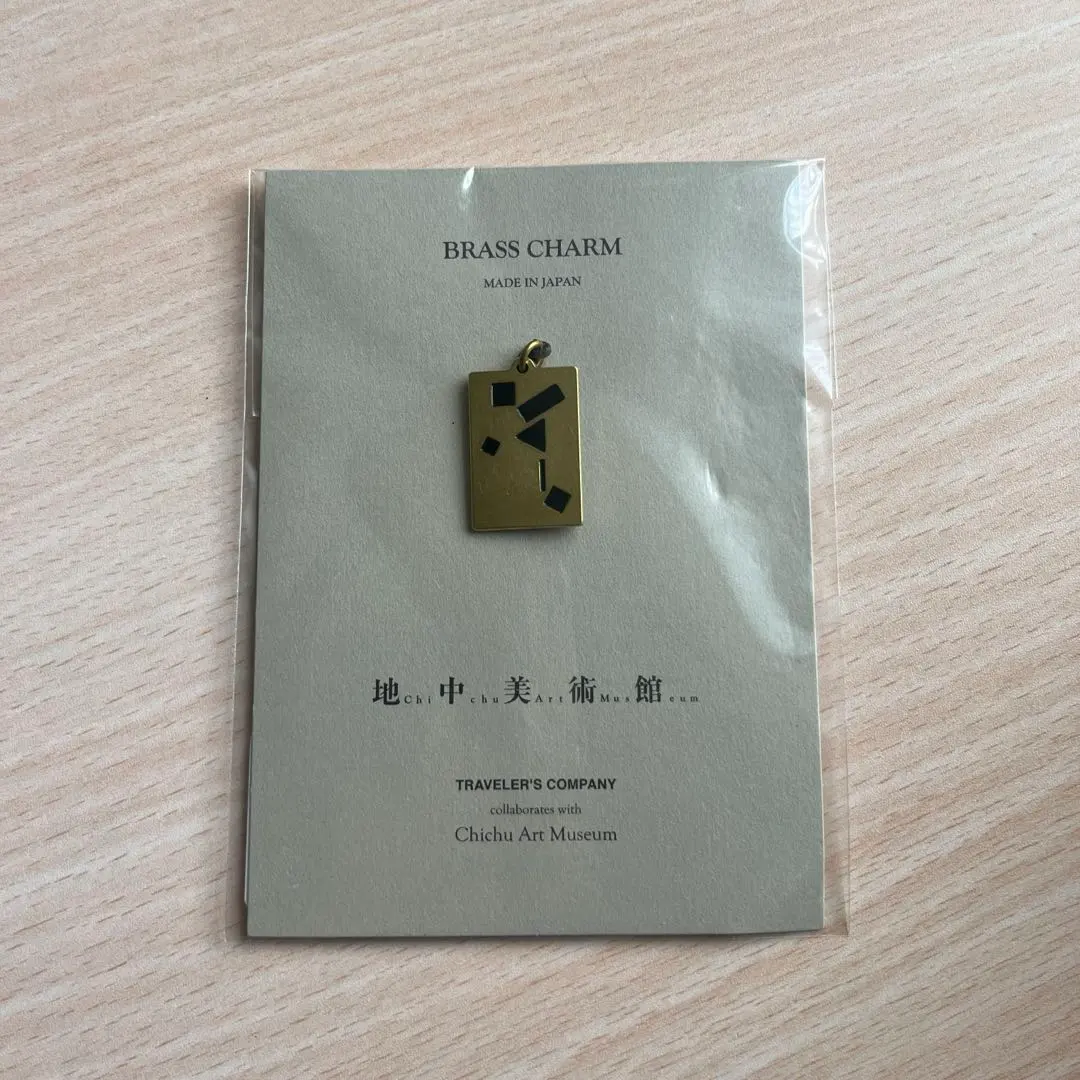 BRASS CHARM
MADE IN JAPAN
地Chi中chu美Art術Mus館eum
TRAVELER'S COMPANY
collaborates with
Chichu Art Museum